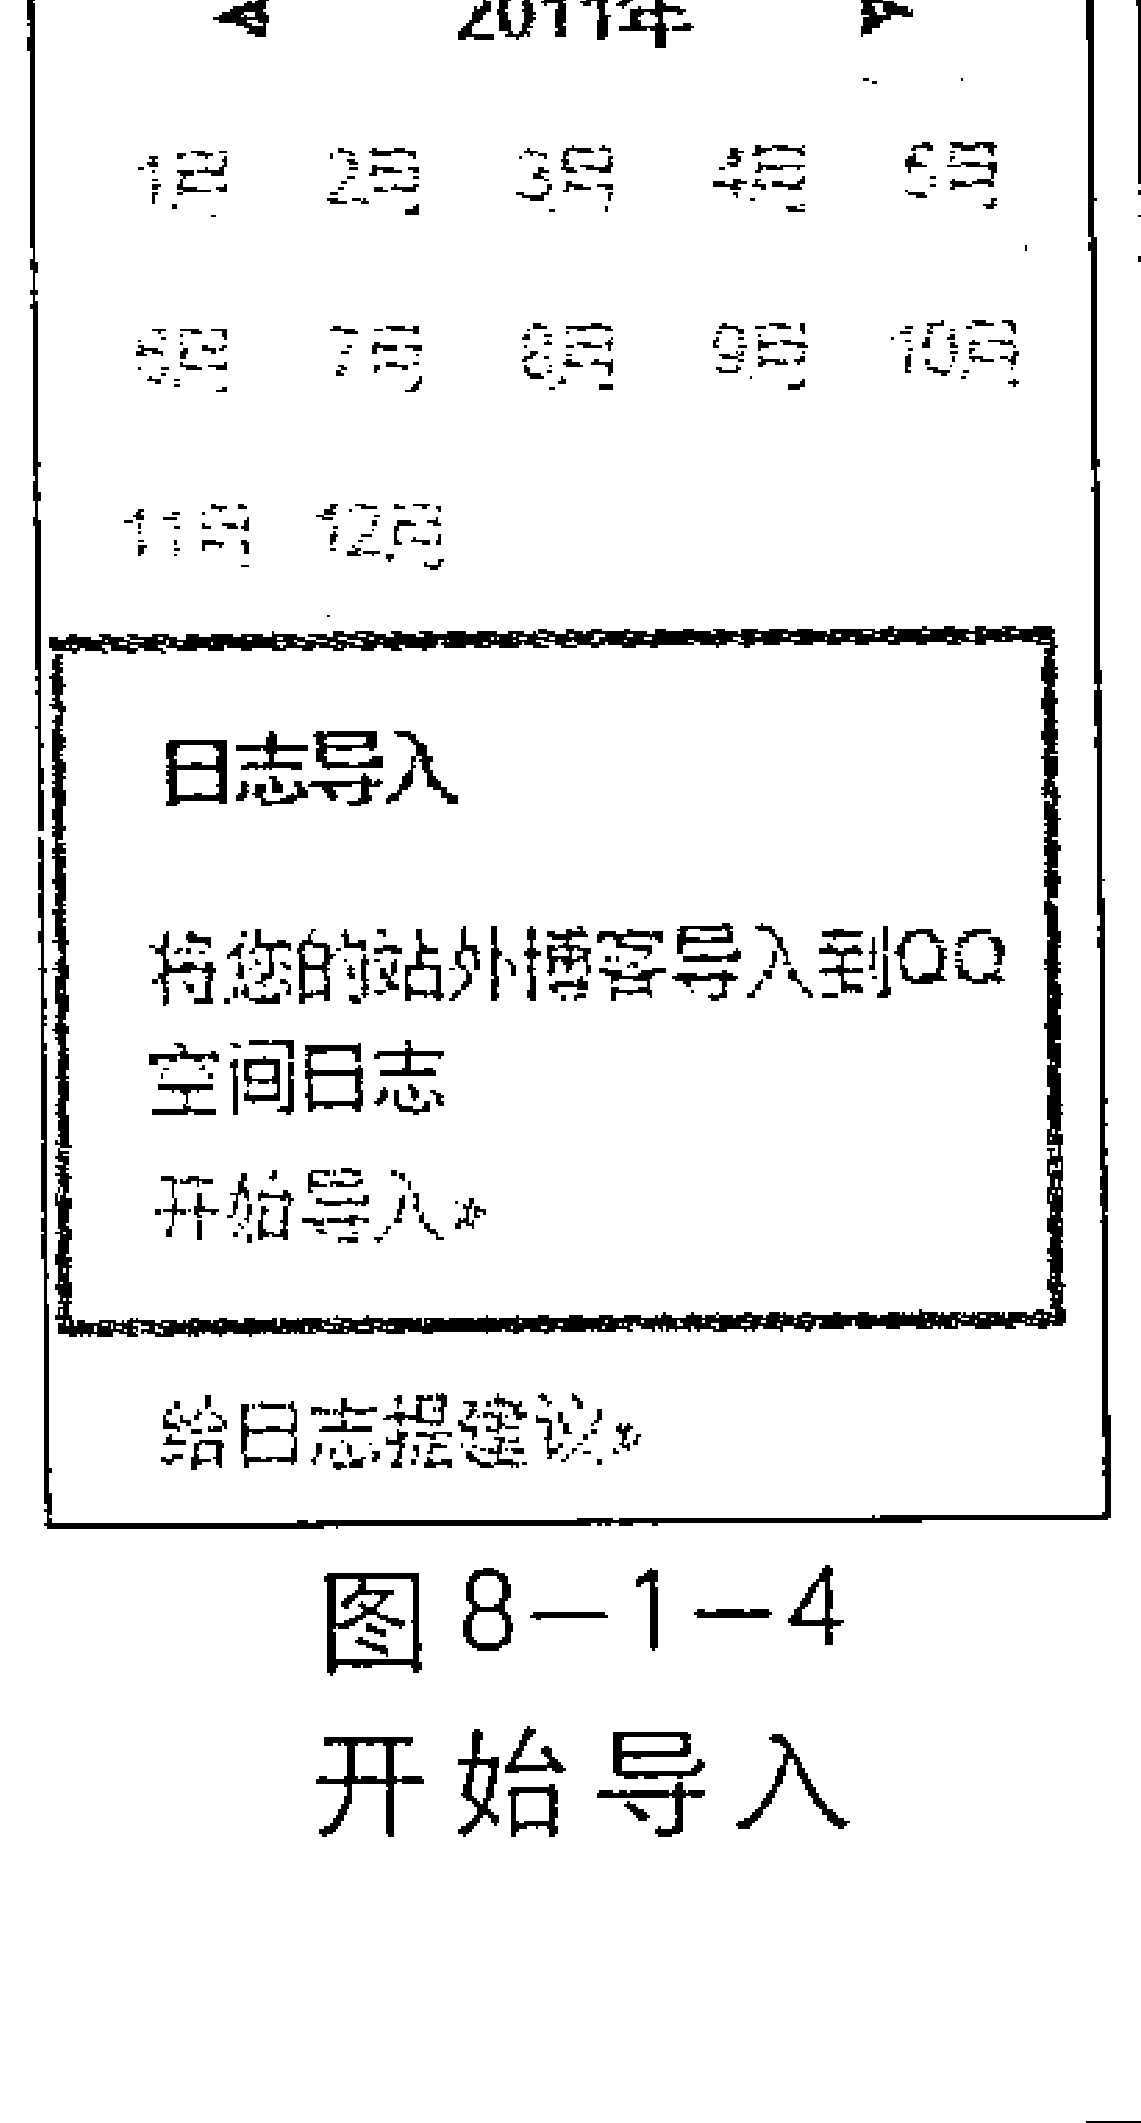 ◀ 2011年 ▶
1月 2月 3月 4月 5月
6月 7月 8月 9月 10月
11月 12月
日志导入
将您的站外博客导入到QQ
空间日志
开始导入»
给日志提建议»
图 8—1—4
开始导入